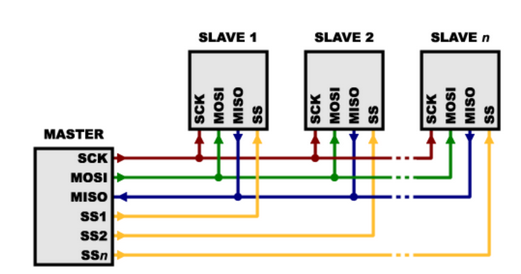 SLAVE 1
SLAVE 2
SLAVE n
SCK
MOSI
MISO
SS
SCK
MOSI
MISO
SS
SCK
MOSI
MISO
SS
MASTER
SCK
MOSI
MISO
SS1
SS2
SSn